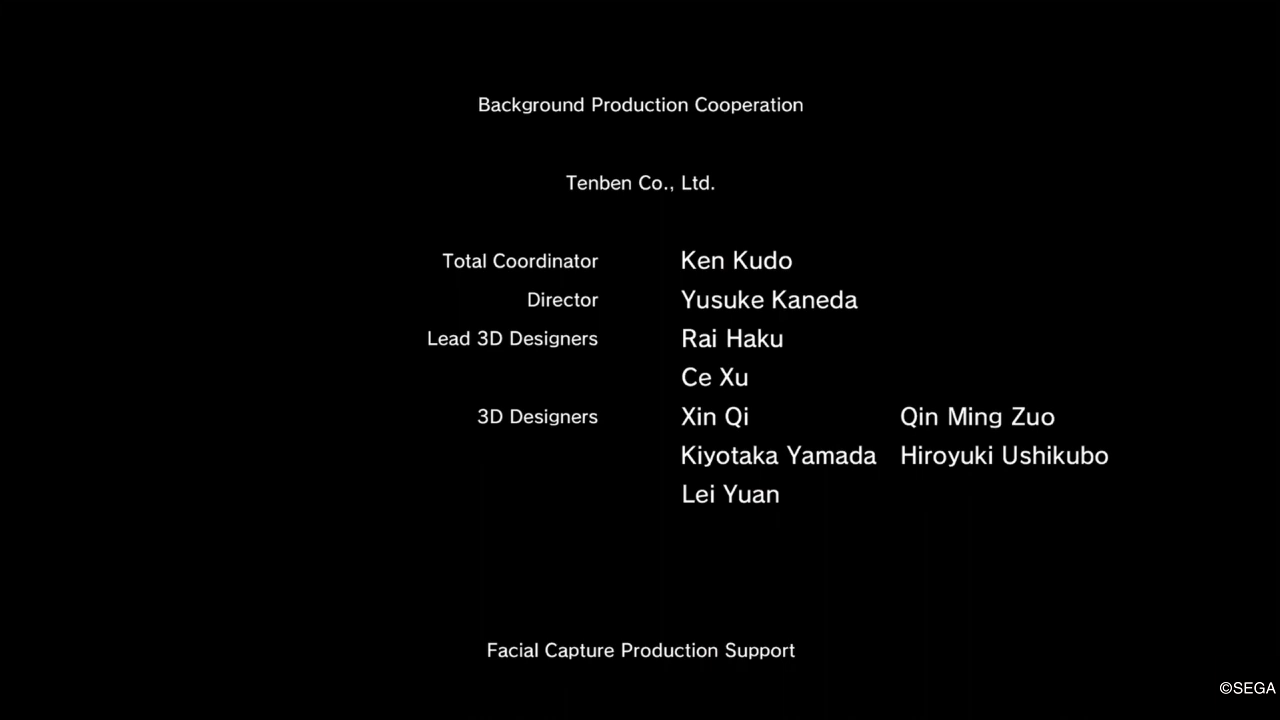 Background Production Cooperation
Tenben Co., Ltd.
Total Coordinator Ken Kudo
Director Yusuke Kaneda
Lead 3D Designers Rai Haku
Ce Xu
3D Designers Xin Qi Qin Ming Zuo
Kiyotaka Yamada Hiroyuki Ushikubo
Lei Yuan
Facial Capture Production Support
©SEGA